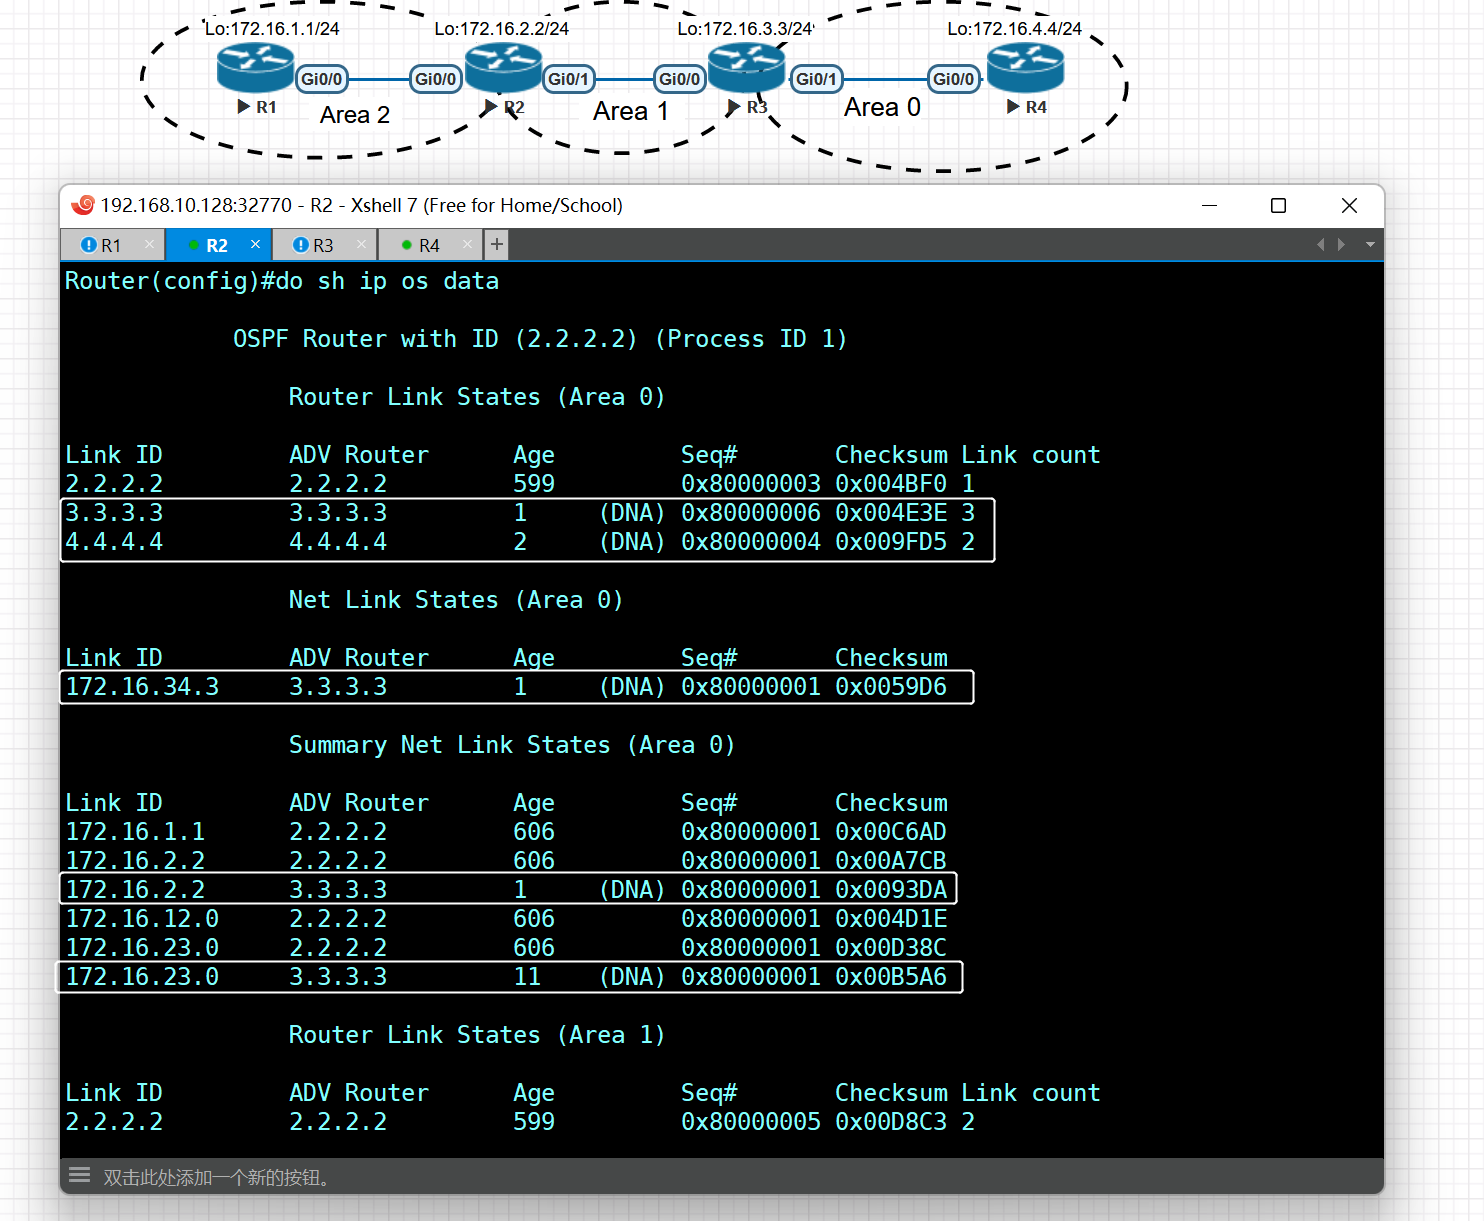 Lo:172.16.1.1/24 Lo:172.16.2.2/24 Lo:172.16.3.3/24 Lo:172.16.4.4/24
Gi0/0 Gi0/0 Gi0/1 Gi0/0 Gi0/1 Gi0/0
R1 R2 R3 R4
Area 2 Area 1 Area 0
192.168.10.128:32770 - R2 - Xshell 7 (Free for Home/School)
R1 R2 R3 R4
Router(config)#do sh ip os data
OSPF Router with ID (2.2.2.2) (Process ID 1)
Router Link States (Area 0)
Link ID ADV Router Age Seq# Checksum Link count
2.2.2.2 2.2.2.2 599 0x80000003 0x004BF0 1
3.3.3.3 3.3.3.3 1 (DNA) 0x80000006 0x004E3E 3
4.4.4.4 4.4.4.4 2 (DNA) 0x80000004 0x009FD5 2
Net Link States (Area 0)
Link ID ADV Router Age Seq# Checksum
172.16.34.3 3.3.3.3 1 (DNA) 0x80000001 0x0059D6
Summary Net Link States (Area 0)
Link ID ADV Router Age Seq# Checksum
172.16.1.1 2.2.2.2 606 0x80000001 0x00C6AD
172.16.2.2 2.2.2.2 606 0x80000001 0x00A7CB
172.16.2.2 3.3.3.3 1 (DNA) 0x80000001 0x0093DA
172.16.12.0 2.2.2.2 606 0x80000001 0x004D1E
172.16.23.0 2.2.2.2 606 0x80000001 0x00D38C
172.16.23.0 3.3.3.3 11 (DNA) 0x80000001 0x00B5A6
Router Link States (Area 1)
Link ID ADV Router Age Seq# Checksum Link count
2.2.2.2 2.2.2.2 599 0x80000005 0x00D8C3 2
双击此处添加一个新的按钮。